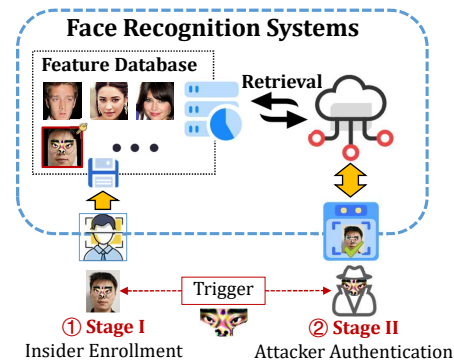 Face Recognition Systems
Feature Database
Retrieval
Trigger
① Stage I
Insider Enrollment
② Stage II
Attacker Authentication